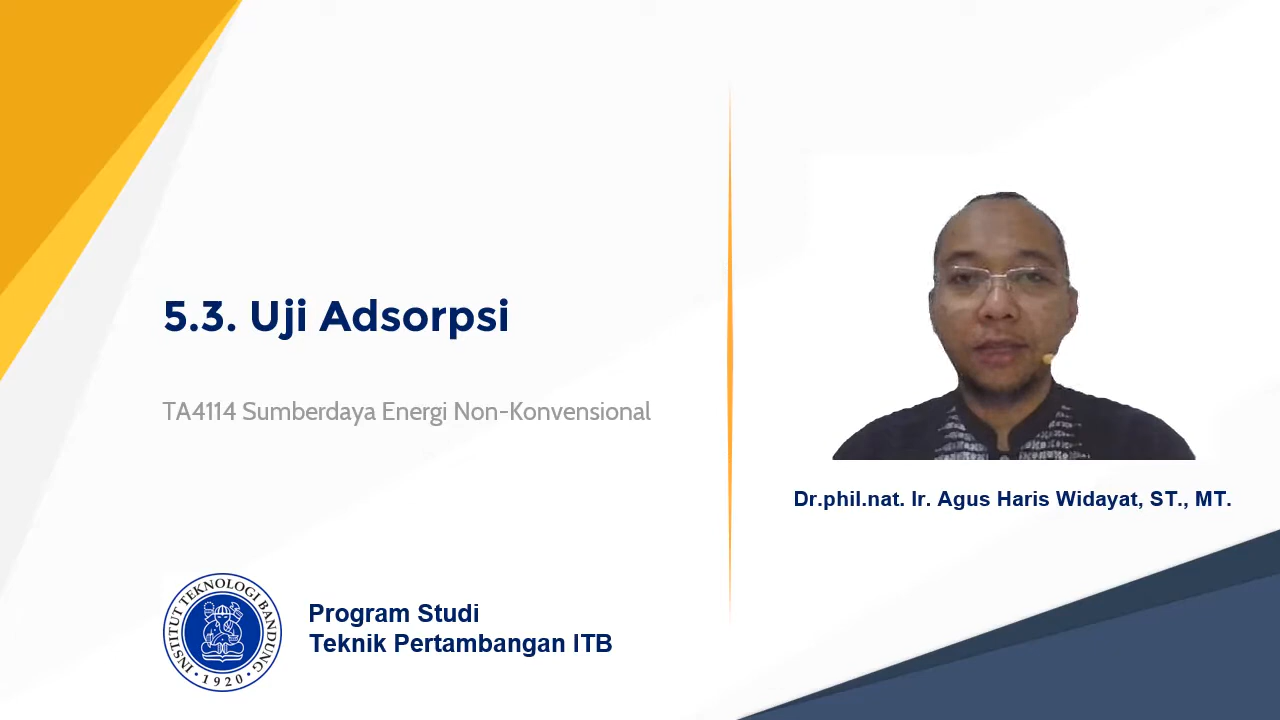 5.3. Uji Adsorpsi
TA4114 Sumberdaya Energi Non-Konvensional
Dr.phil.nat. Ir. Agus Haris Widayat, ST., MT.
INSTITUT TEKNOLOGI BANDUNG
• 1920 •
Program Studi
Teknik Pertambangan ITB